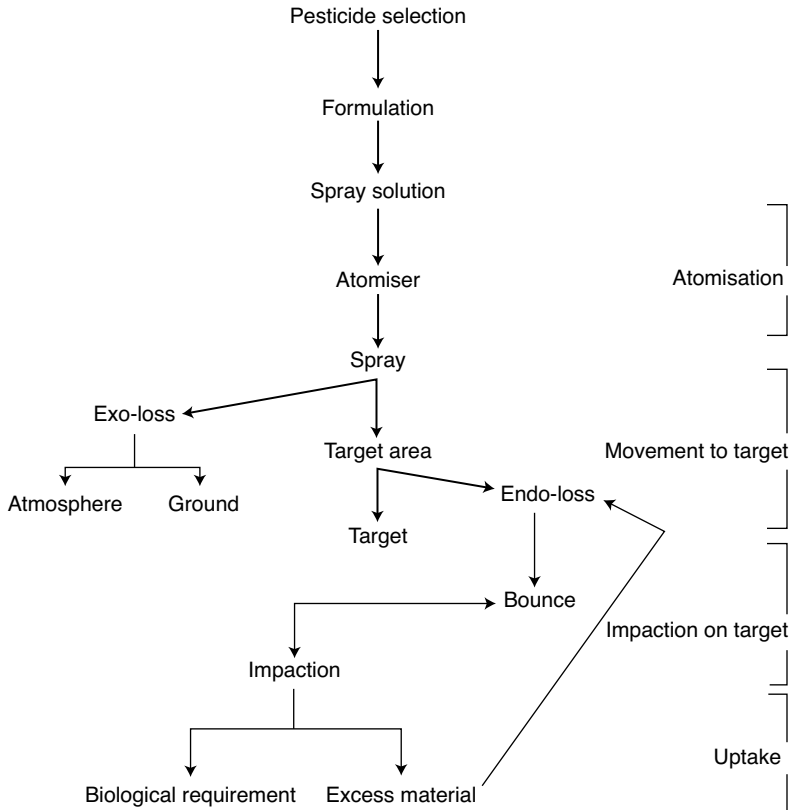 Pesticide selection
Formulation
Spray solution
Atomiser
Atomisation
Spray
Exo-loss
Target area
Movement to target
Atmosphere
Ground
Endo-loss
Target
Bounce
Impaction on target
Impaction
Uptake
Biological requirement
Excess material